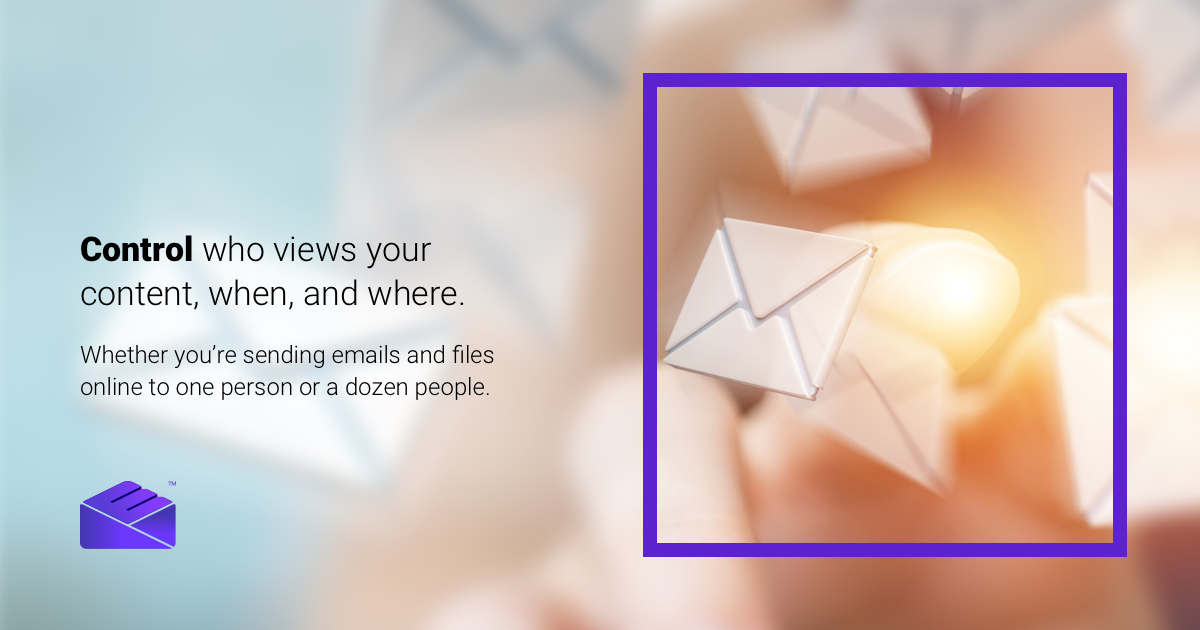 Control who views your
content, when, and where.
Whether you’re sending emails and files
online to one person or a dozen people.
™